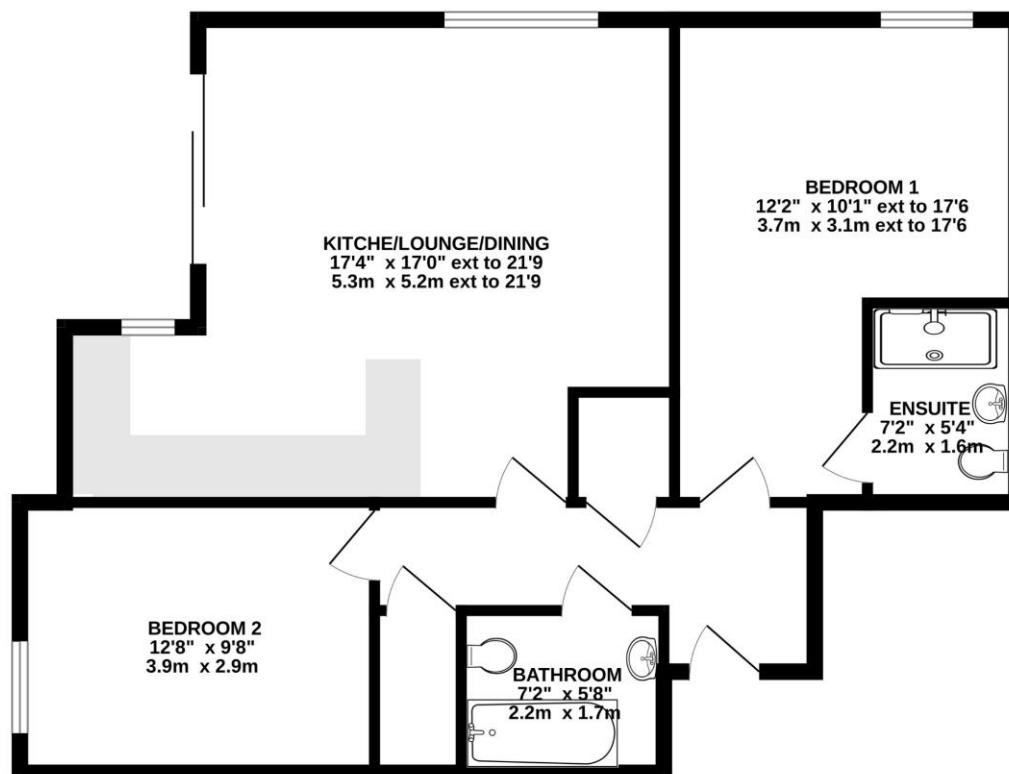 BEDROOM 1
12'2" x 10'1" ext to 17'6
3.7m x 3.1m ext to 17'6
KITCHE/LOUNGE/DINING
17'4" x 17'0" ext to 21'9
5.3m x 5.2m ext to 21'9
ENSUITE
7'2" x 5'4"
2.2m x 1.6m
BEDROOM 2
12'8" x 9'8"
3.9m x 2.9m
BATHROOM
7'2" x 5'8"
2.2m x 1.7m